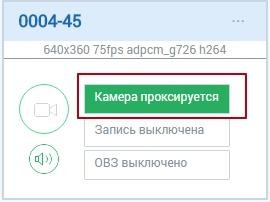 0004-45
640x360 75fps adpcm_g726 h264
Камера проксируется
Запись выключена
ОВЗ выключено